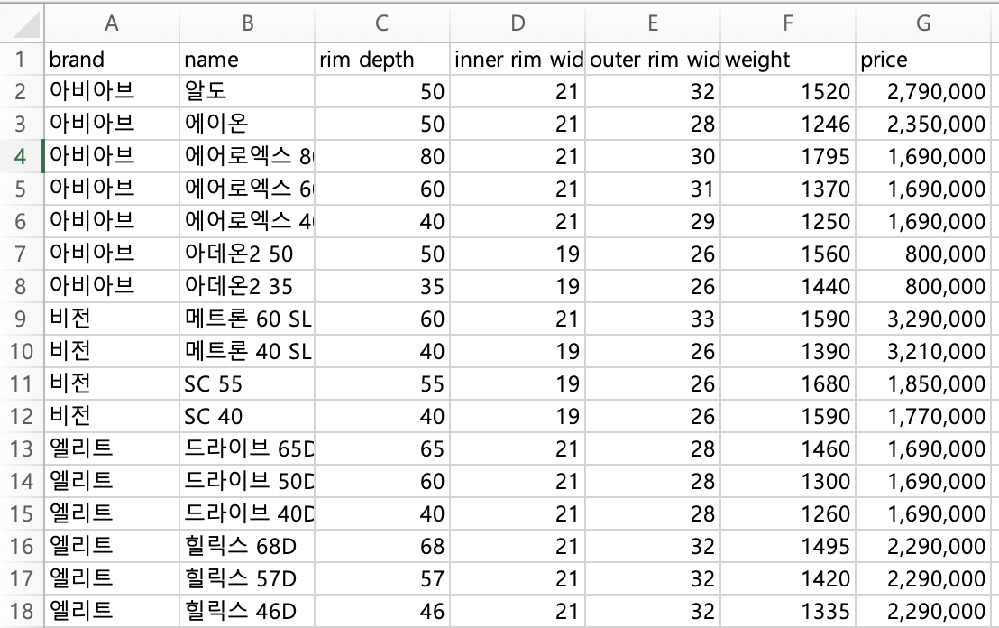 A B C D E F G
1 brand name rim depth inner rim wid outer rim wid weight price
2 아비아브 알도 50 21 32 1520 2,790,000
3 아비아브 에이온 50 21 28 1246 2,350,000
4 아비아브 에어로엑스 80 80 21 30 1795 1,690,000
5 아비아브 에어로엑스 60 60 21 31 1370 1,690,000
6 아비아브 에어로엑스 40 40 21 29 1250 1,690,000
7 아비아브 아데온2 50 50 19 26 1560 800,000
8 아비아브 아데온2 35 35 19 26 1440 800,000
9 비전 메트론 60 SL 60 21 33 1590 3,290,000
10 비전 메트론 40 SL 40 19 26 1390 3,210,000
11 비전 SC 55 55 19 26 1680 1,850,000
12 비전 SC 40 40 19 26 1590 1,770,000
13 엘리트 드라이브 65D 65 21 28 1460 1,690,000
14 엘리트 드라이브 50D 60 21 28 1300 1,690,000
15 엘리트 드라이브 40D 40 21 28 1260 1,690,000
16 엘리트 힐릭스 68D 68 21 32 1495 2,290,000
17 엘리트 힐릭스 57D 57 21 32 1420 2,290,000
18 엘리트 힐릭스 46D 46 21 32 1335 2,290,000